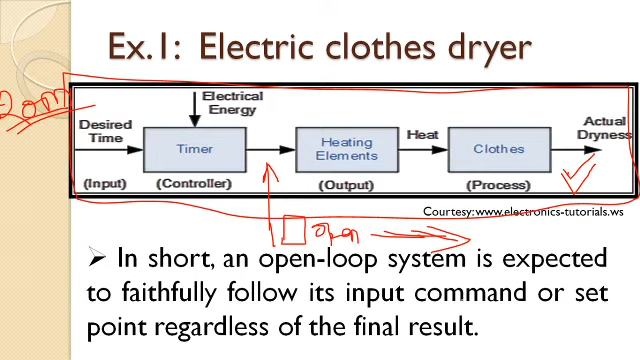 Ex.1: Electric clothes dryer
Electrical
Energy
Desired
Time
Timer
Heating
Elements
Heat
Clothes
Actual
Dryness
(Input)
(Controller)
(Output)
(Process)
Courtesy: www.electronics-tutorials.ws
open
➢ In short, an open-loop system is expected
to faithfully follow its input command or set
point regardless of the final result.